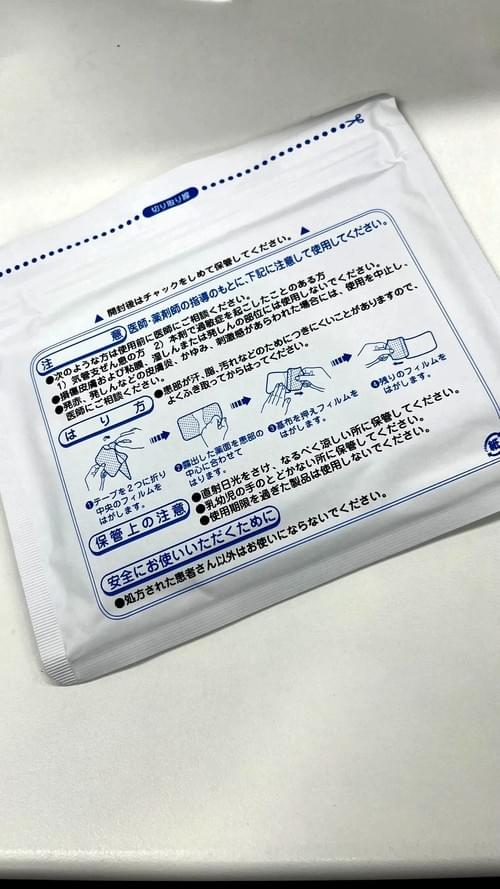 切り取り線
▲ 開封後はチャックをしめて保管してください。▲
注意 医師・薬剤師の指導のもとに、下記に注意して使用してください。
●次のような方は使用前に医師にご相談ください。
1) 気管支ぜん息の方 2) 本剤で過敏症を起こしたことのある方
●損傷皮膚および粘膜、湿しんまたは発しんの部位には使用しないでください。
●発赤、発しんなどの皮膚炎、かゆみ、刺激感があらわれた場合には、使用を中止し、
医師にご相談ください。
はり方
●患部が汗、脂、汚れなどのためにつきにくいことがありますので、
よくふき取ってからはってください。
❶テープを2つに折り
中央のフィルムを
はがします。
❷露出した薬面を患部の
中心に合わせて
はります。
❸基布を押えフィルムを
はがします。
❹残りのフィルムを
はがします。
保管上の注意
●直射日光をさけ、なるべく涼しい所に保管してください。
●乳幼児の手のとどかない所に保管してください。
●使用期限を過ぎた製品は使用しないでください。
安全にお使いいただくために
●処方された患者さん以外はお使いにならないでください。